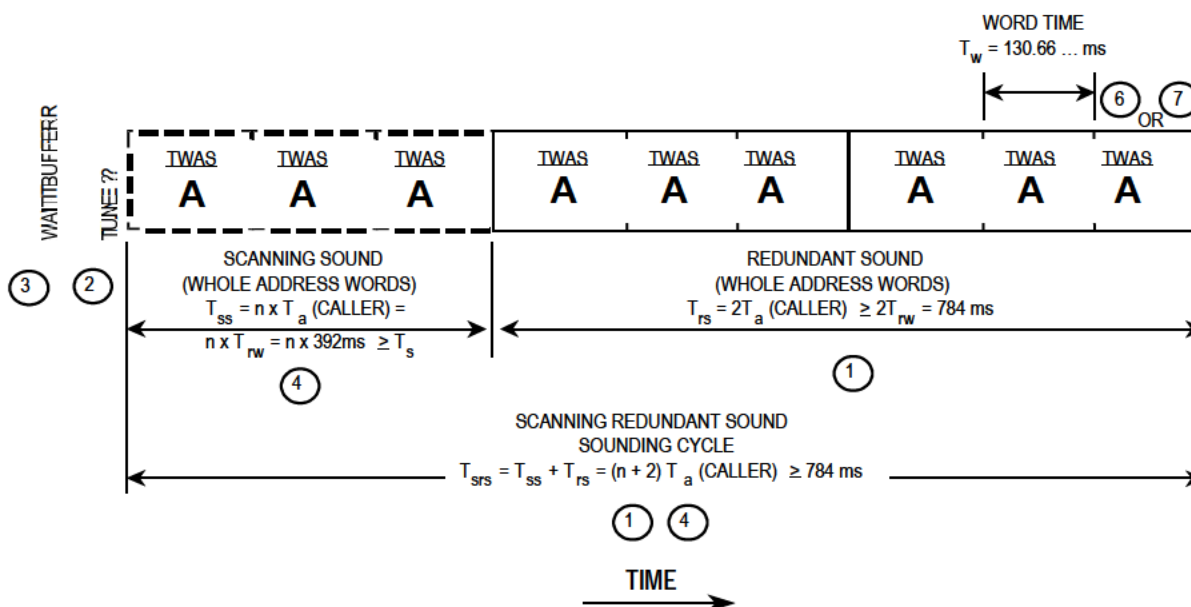 WORD TIME
T_w = 130.66 ... ms
6 OR 7
TWAS TWAS TWAS TWAS TWAS TWAS TWAS TWAS TWAS
A A A A A A A A A
3 2
SCANNING SOUND
(WHOLE ADDRESS WORDS)
T_ss = n x T_a (CALLER) =
n x T_rw = n x 392ms ≥ T_s
4
REDUNDANT SOUND
(WHOLE ADDRESS WORDS)
T_rs = 2T_a (CALLER) ≥ 2T_rw = 784 ms
1
SCANNING REDUNDANT SOUND
SOUNDING CYCLE
T_srs = T_ss + T_rs = (n + 2) T_a (CALLER) ≥ 784 ms
1 4
TIME